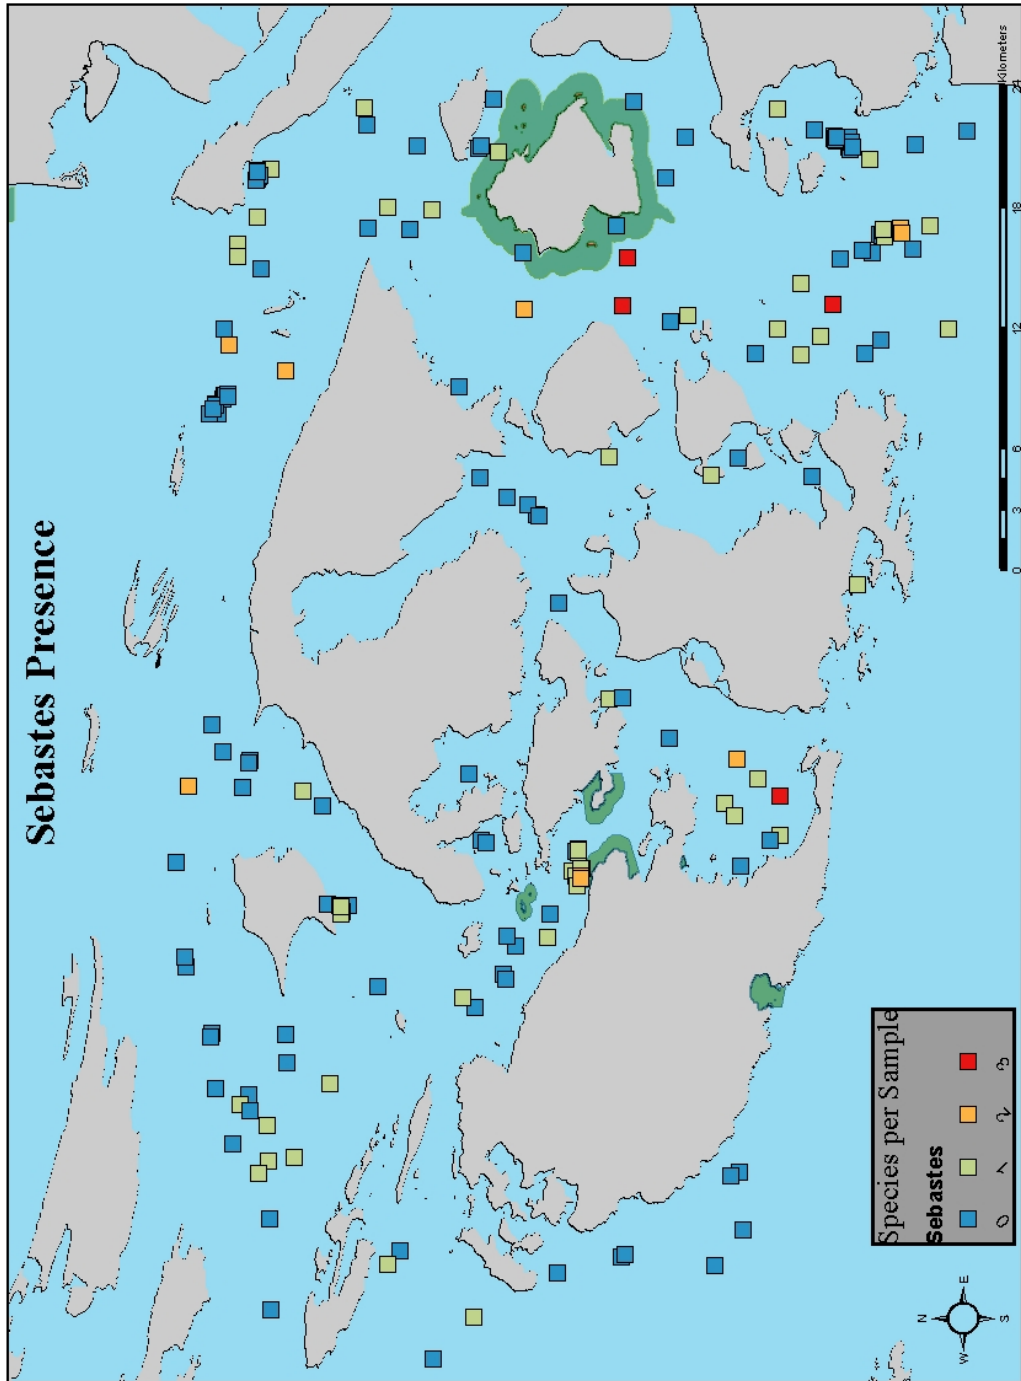 Sebastes Presence
Kilometers
0 3 6 12 18 24
Species per Sample
Sebastes
0 1 2 3
N
W E
S